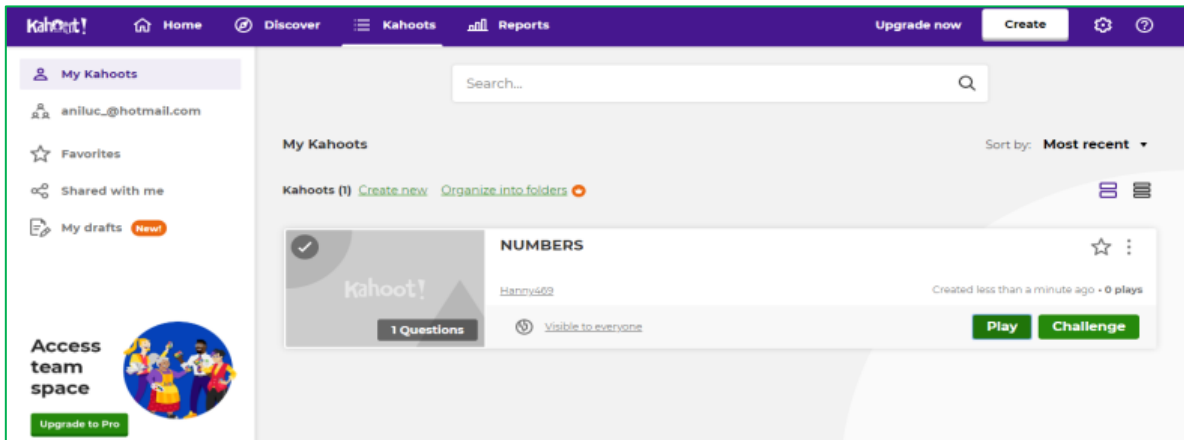 Kahoot! Home Discover Kahoots Reports Upgrade now Create
My Kahoots
aniluc_@hotmail.com
Favorites
Shared with me
My drafts New!
Access
team
space
Upgrade to Pro
Search...
My Kahoots Sort by: Most recent
Kahoots (1) Create new Organize into folders
NUMBERS
Kahoot!
1 Questions
Hanny469
Created less than a minute ago • 0 plays
Visible to everyone
Play Challenge